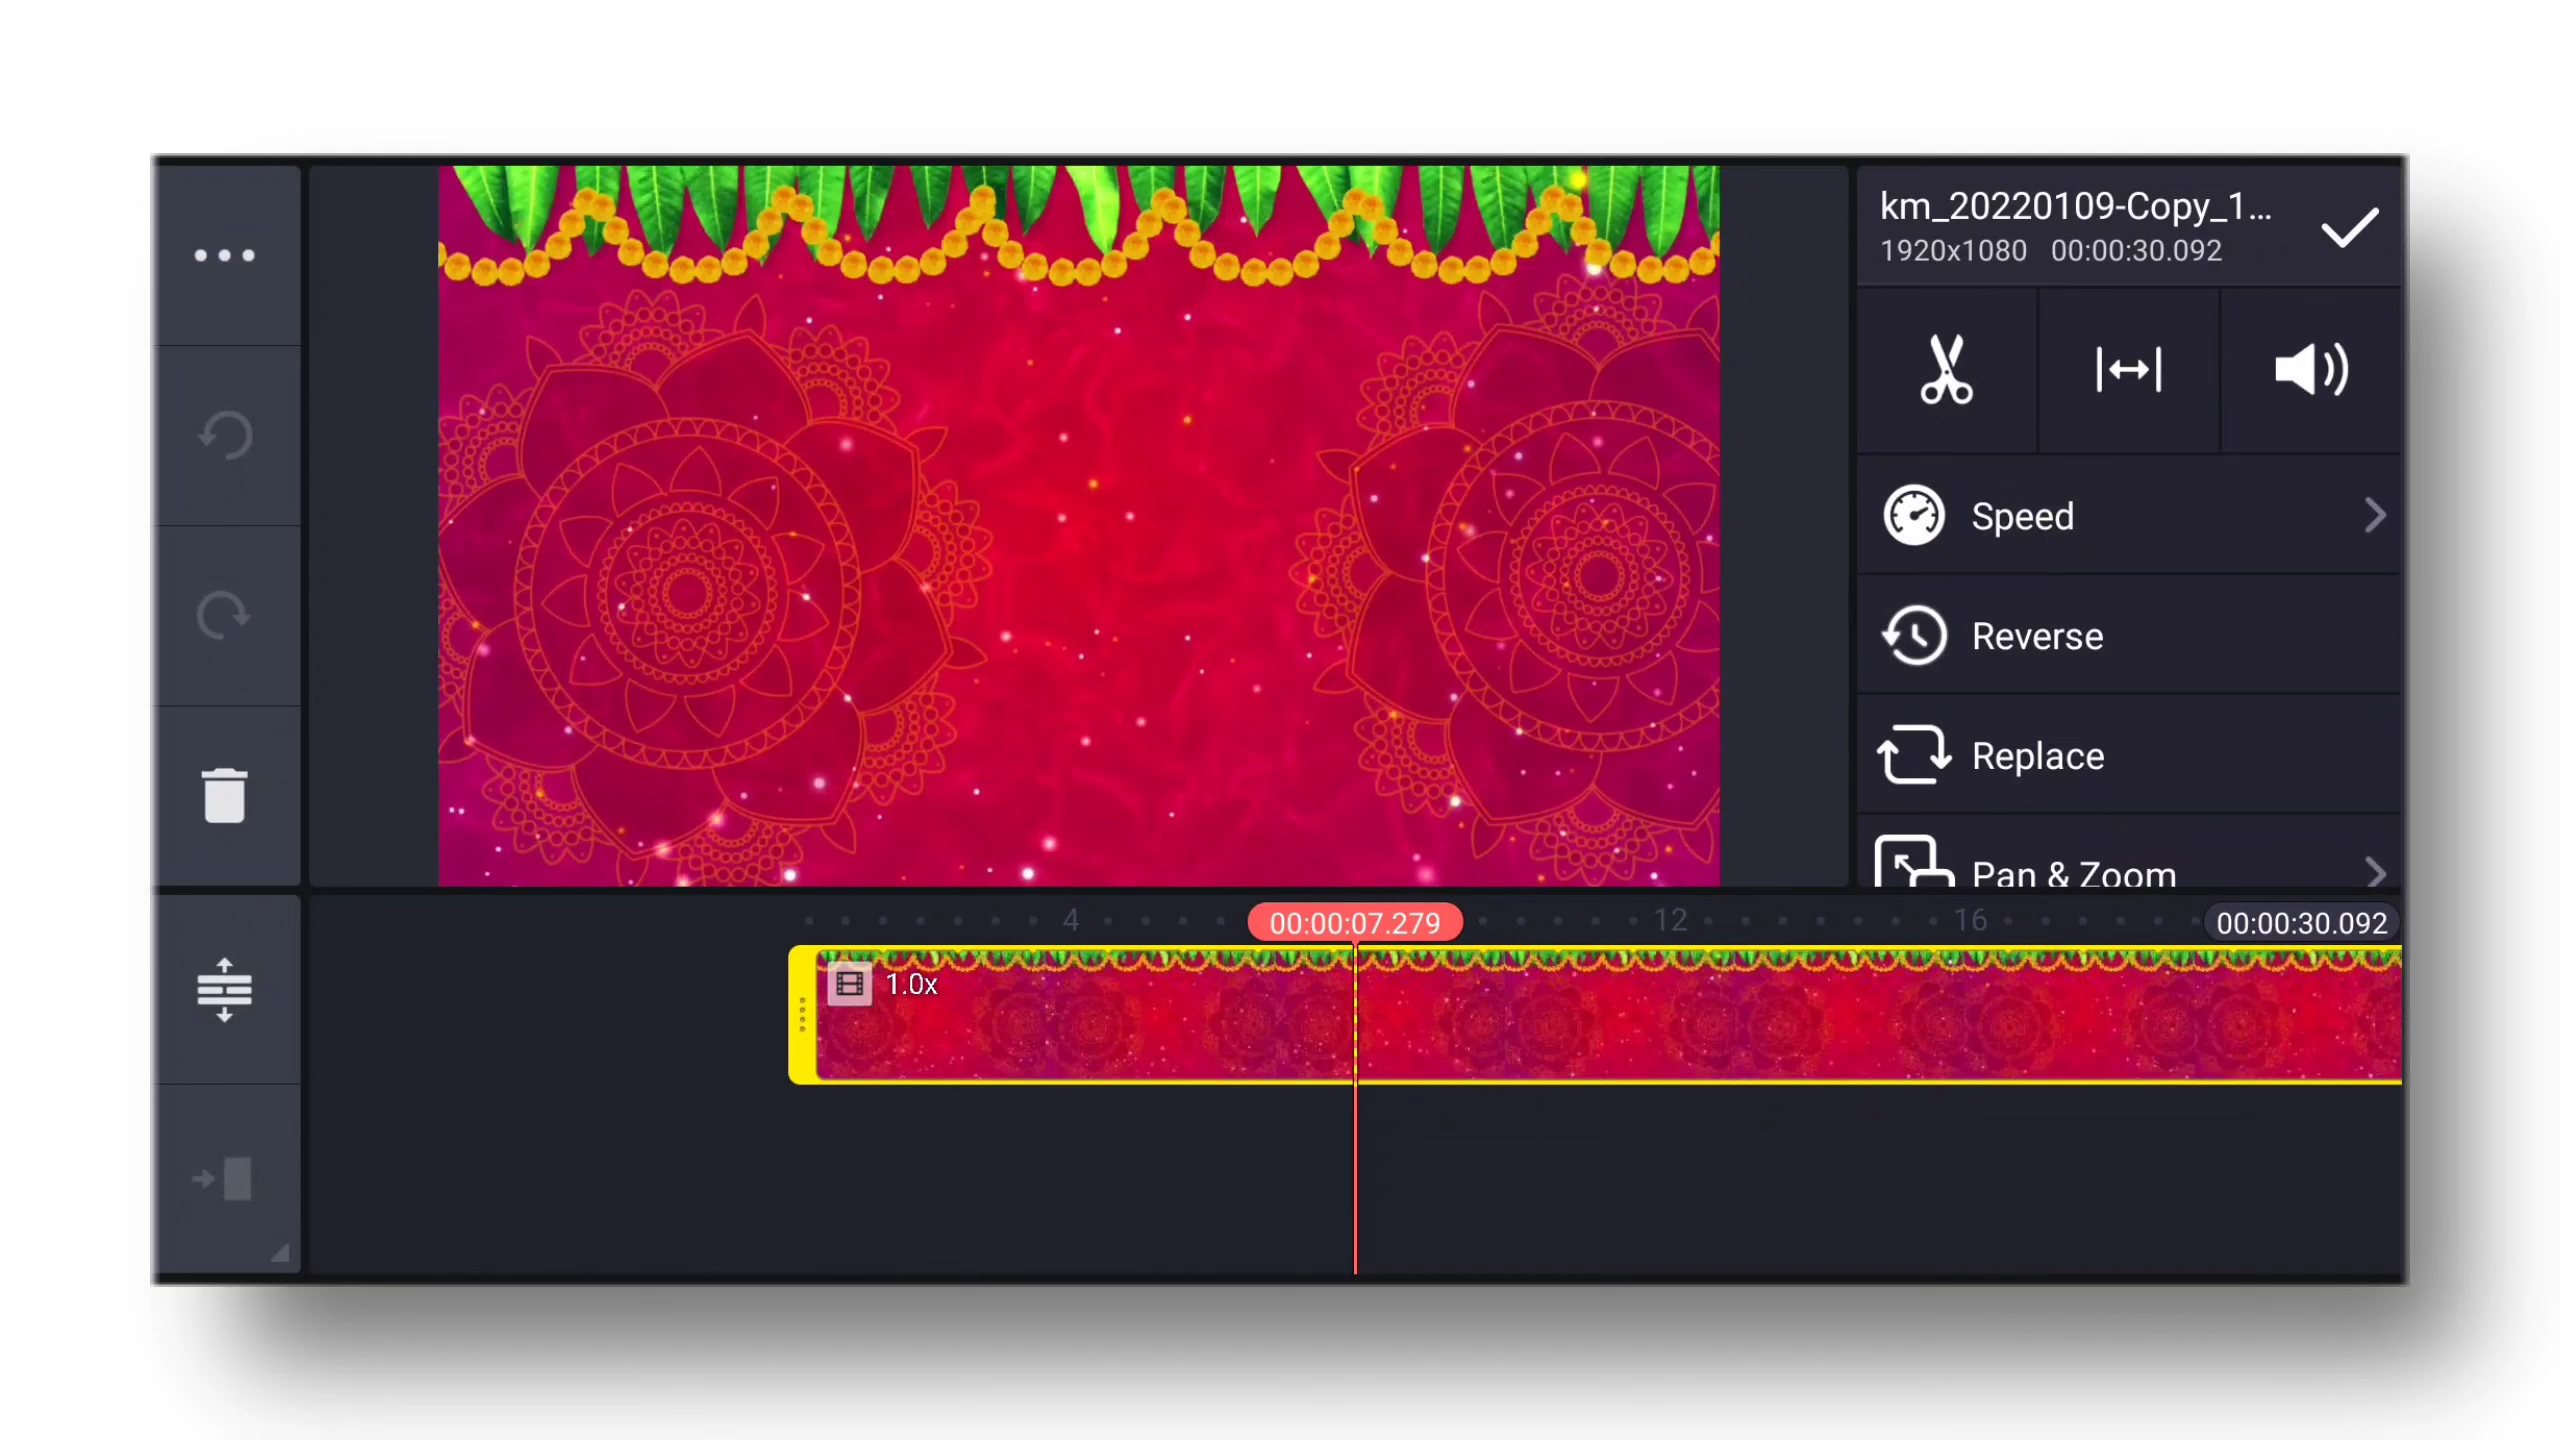 km_20220109-Copy_1...
1920x1080 00:00:30.092
Speed
Reverse
Replace
Pan & Zoom
4
00:00:07.279
12
16
00:00:30.092
1.0x